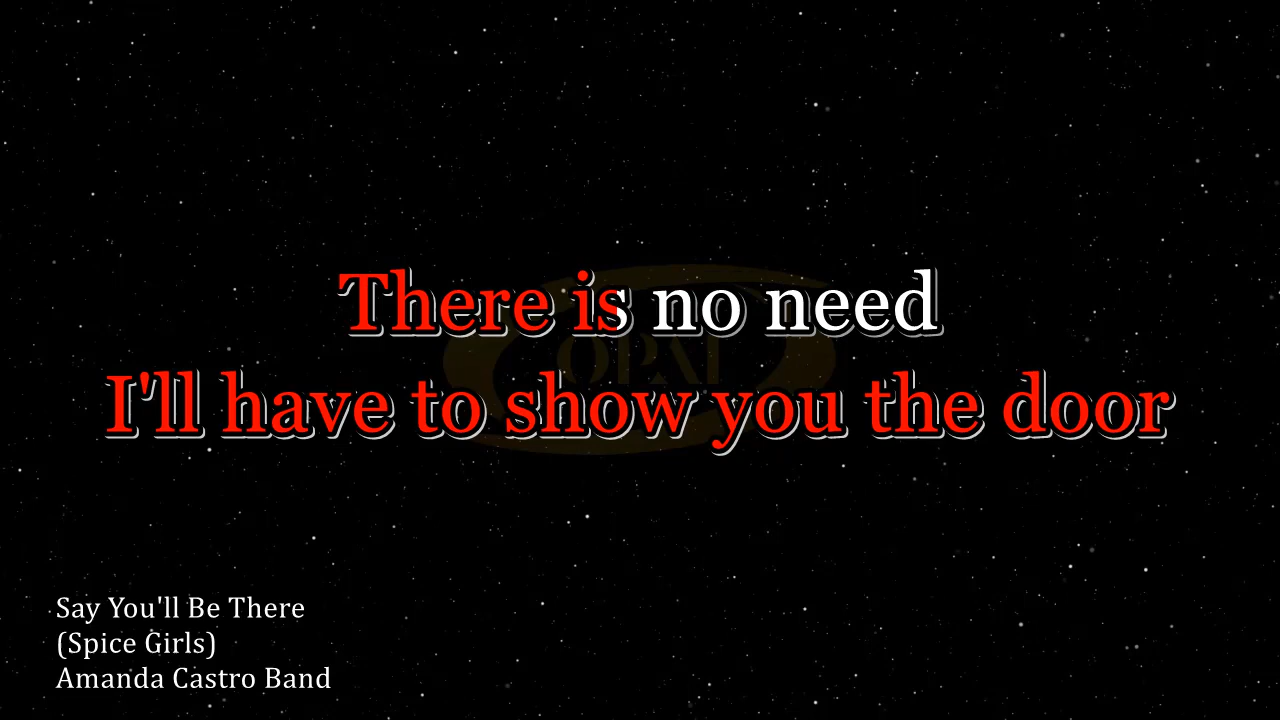 There is no need
OPAL
I'll have to show you the door
Say You'll Be There
(Spice Girls)
Amanda Castro Band